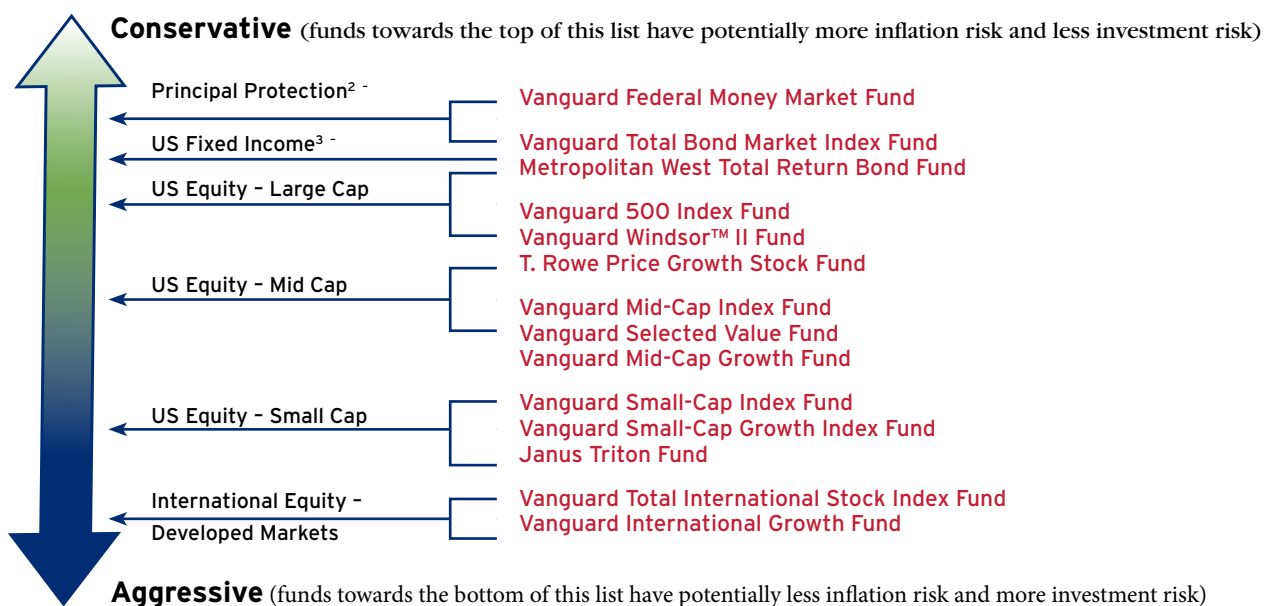 Conservative (funds towards the top of this list have potentially more inflation risk and less investment risk)
Principal Protection² -
Vanguard Federal Money Market Fund
US Fixed Income³ -
Vanguard Total Bond Market Index Fund
Metropolitan West Total Return Bond Fund
US Equity – Large Cap
Vanguard 500 Index Fund
Vanguard Windsor™ II Fund
T. Rowe Price Growth Stock Fund
US Equity – Mid Cap
Vanguard Mid-Cap Index Fund
Vanguard Selected Value Fund
Vanguard Mid-Cap Growth Fund
US Equity – Small Cap
Vanguard Small-Cap Index Fund
Vanguard Small-Cap Growth Index Fund
Janus Triton Fund
International Equity –
Developed Markets
Vanguard Total International Stock Index Fund
Vanguard International Growth Fund
Aggressive (funds towards the bottom of this list have potentially less inflation risk and more investment risk)